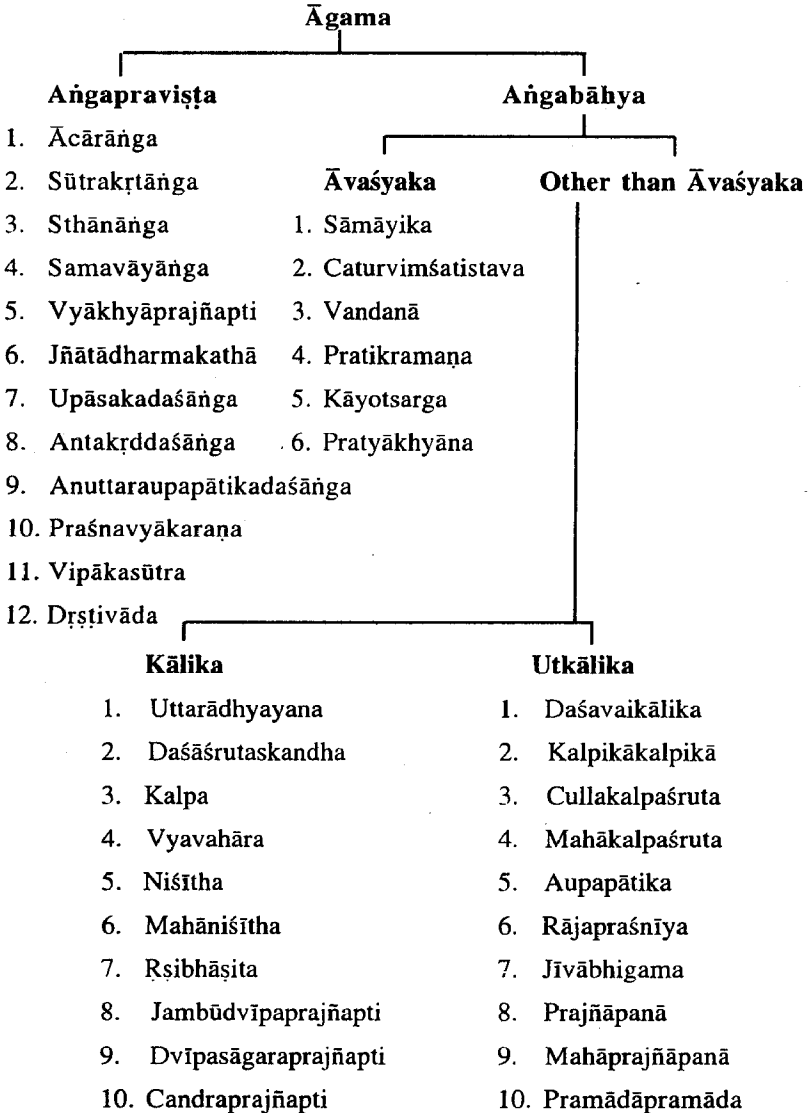 Āgama
Aṅgapraviṣṭa
Aṅgabāhya
1. Ācārāṅga
2. Sūtrakṛtāṅga
3. Sthānāṅga
4. Samavāyāṅga
5. Vyākhyāprajñapti
6. Jñātādharmakathā
7. Upāsakadaśāṅga
8. Antakṛddaśāṅga
9. Anuttaraupapātikadaśāṅga
10. Praśnavyākaraṇa
11. Vipākasūtra
12. Dṛṣṭivāda
Āvaśyaka
1. Sāmāyika
2. Caturvimśatistava
3. Vandanā
4. Pratikramaṇa
5. Kāyotsarga
6. Pratyākhyāna
Other than Āvaśyaka
Kālika
1. Uttarādhyayana
2. Daśāśrutaskandha
3. Kalpa
4. Vyavahāra
5. Niśītha
6. Mahāniśītha
7. Ṛṣibhāṣita
8. Jambūdvīpaprajñapti
9. Dvīpasāgaraprajñapti
10. Candraprajñapti
Utkālika
1. Daśavaikālika
2. Kalpikākalpikā
3. Cullakalpaśruta
4. Mahākalpaśruta
5. Aupapātika
6. Rājapraśnīya
7. Jīvābhigama
8. Prajñāpanā
9. Mahāprajñāpanā
10. Pramādāpramāda